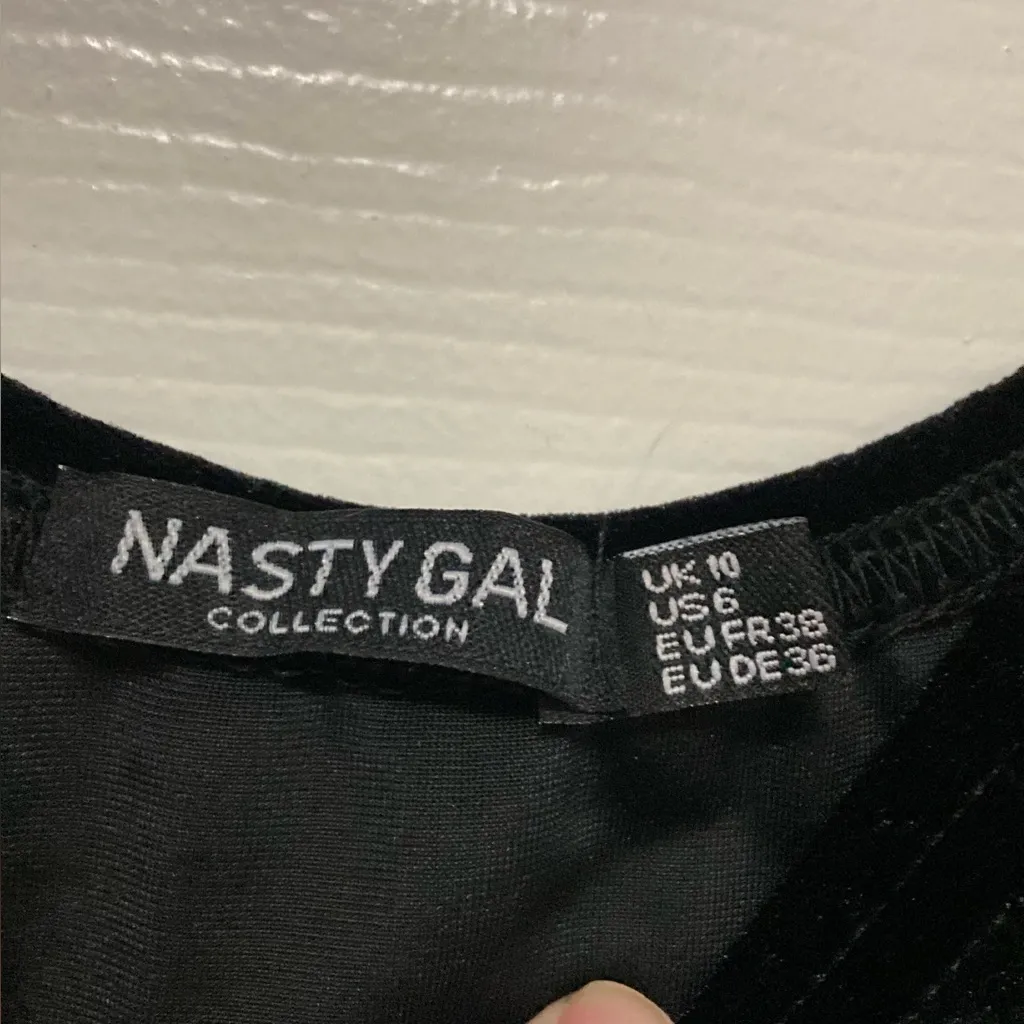 NASTY GAL
COLLECTION
UK 10
US 6
EU FR 38
EU DE 36